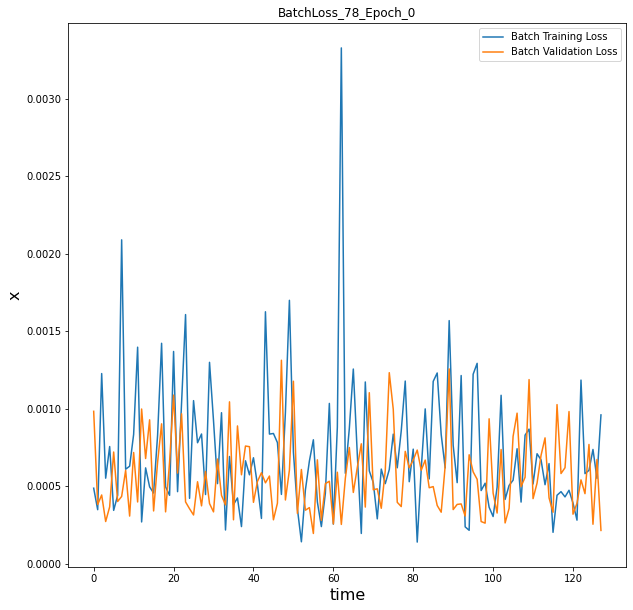 BatchLoss_78_Epoch_0
Batch Training Loss
Batch Validation Loss
0.0030
0.0025
0.0020
x
0.0015
0.0010
0.0005
0.0000
0 20 40 60 80 100 120
time